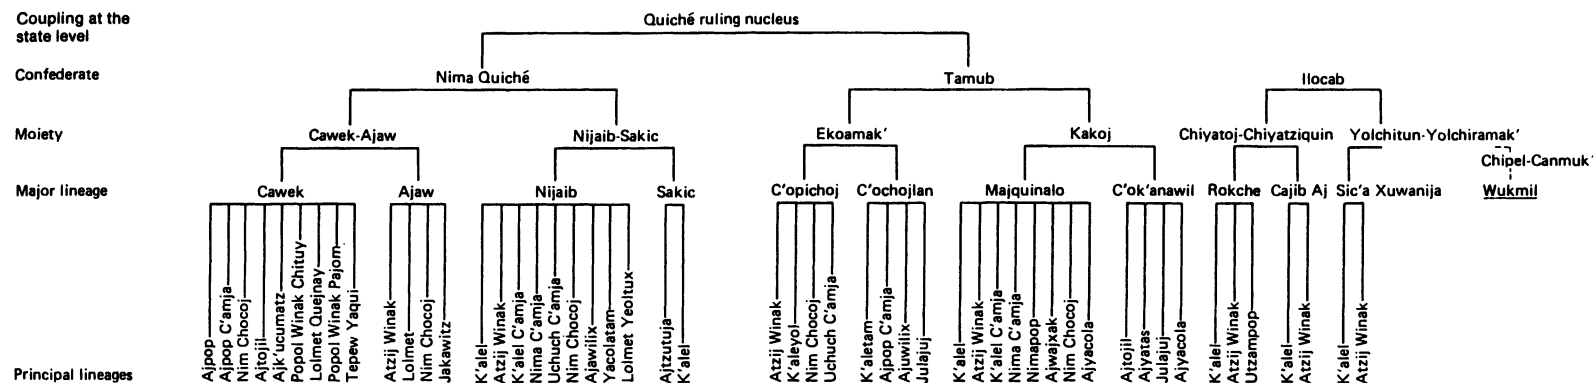 Coupling at the
state level
Quiché ruling nucleus
Confederate
Nima Quiché
Tamub
Ilocab
Moiety
Cawek-Ajaw
Nijaib-Sakic
Ekoamak'
Kakoj
Chiyatoj-Chiyatziquin
Yolchitun-Yolchiramak'
Chipel-Canmuk'
Major lineage
Cawek
Ajaw
Nijaib
Sakic
C'opichoj
C'ochojlan
Majquinalo
C'ok'anawil
Rokche
Cajib Aj
Sic'a Xuwanija
Wukmil
Principal lineages
Ajpop
Ajpop C'amja
Nim Chocoj
Ajtojil
Ajk'ucumatz
Popol Winak Chituy
Lolmet Quejnay
Popol Winak Pajom
Tepew Yaqui
Atzij Winak
Lolmet
Nim Chocoj
Jakawitz
K'alel
Atzij Winak
K'alel C'amja
Nima C'amja
Uchuch C'amja
Nim Chocoj
Ajawilix
Yacolatam
Lolmet Yeoltux
Ajtzutuja
K'alel
Atzij Winak
K'aleyol
Nim Chocoj
Uchuch C'amja
K'aletam
Ajpop C'amja
Ajuwilix
Julajuj
K'alel
Atzij Winak
K'alel C'amja
Nima C'amja
Nimapop
Ajwajxak
Nim Chocoj
Ajyacola
Ajtojil
Ajyatas
Julajuj
Ajyacola
K'alel
Atzij Winak
Utzampop
K'alel
Atzij Winak
K'alel
Atzij Winak